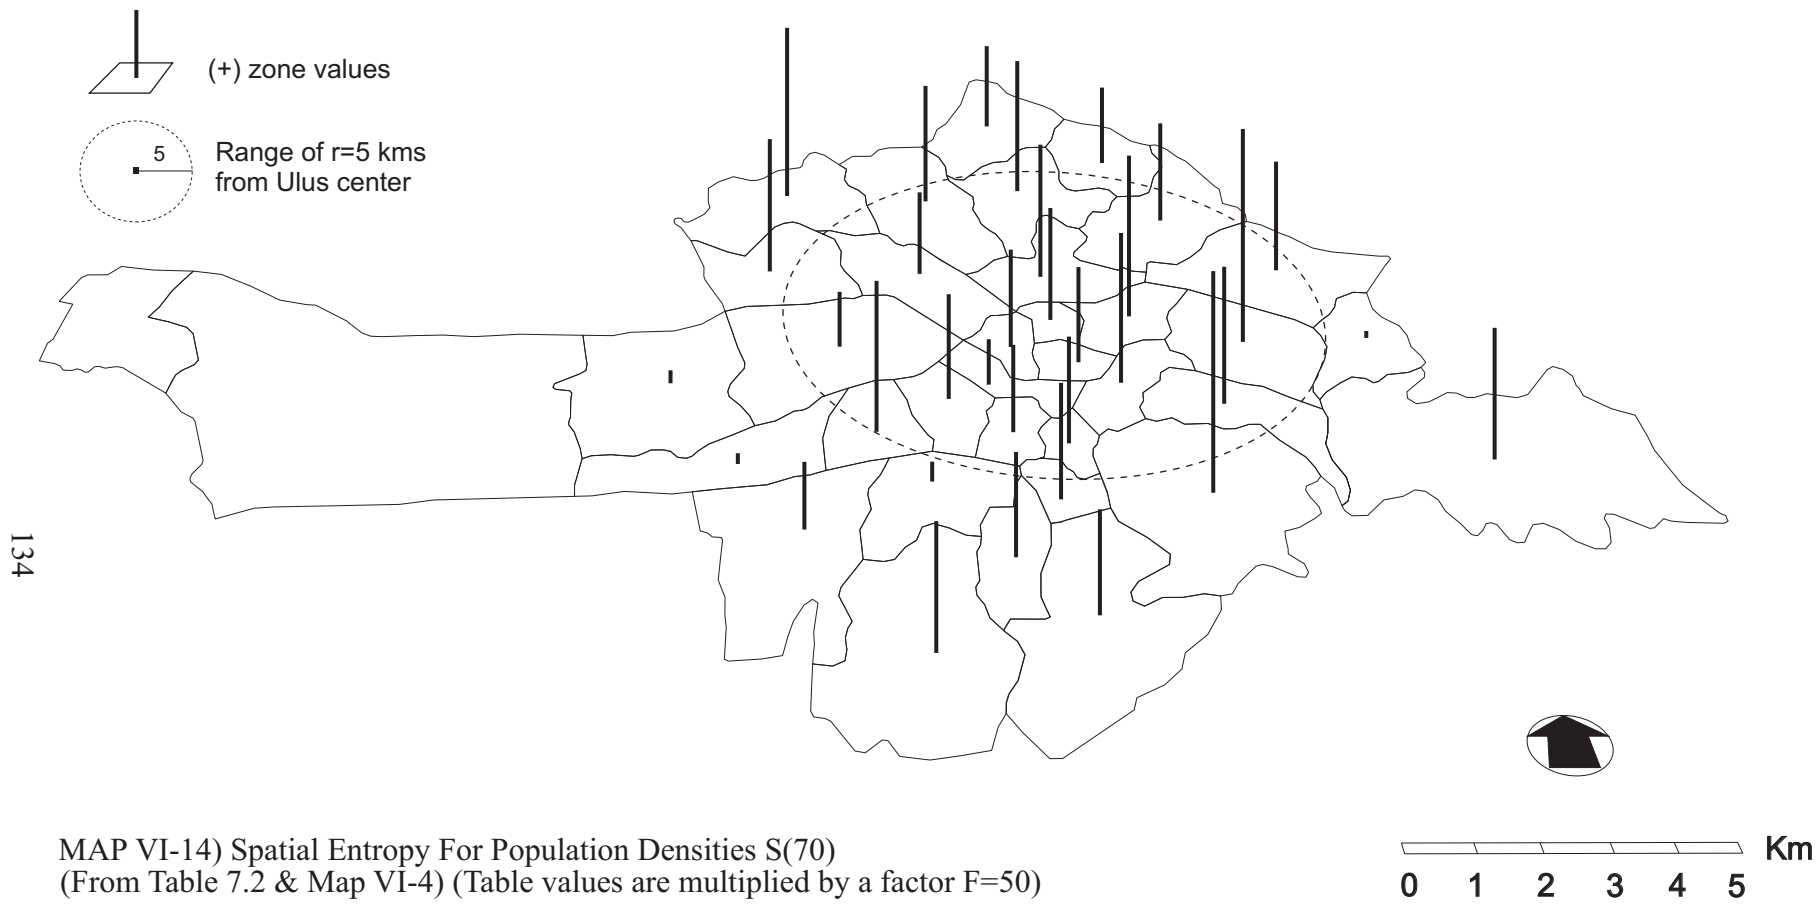 (+) zone values
5
Range of r=5 kms
from Ulus center
134
MAP VI-14) Spatial Entropy For Population Densities S(70)
(From Table 7.2 & Map VI-4) (Table values are multiplied by a factor F=50)
Km
0 1 2 3 4 5